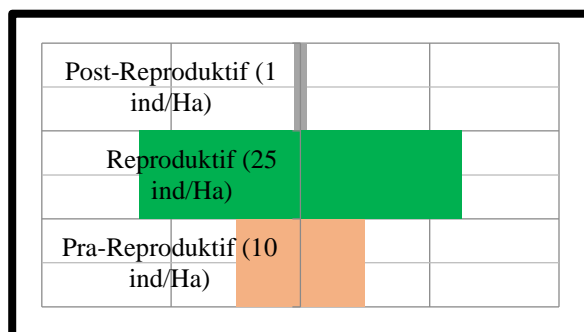 Post-Reproduktif (1
ind/Ha)
Reproduktif (25
ind/Ha)
Pra-Reproduktif (10
ind/Ha)